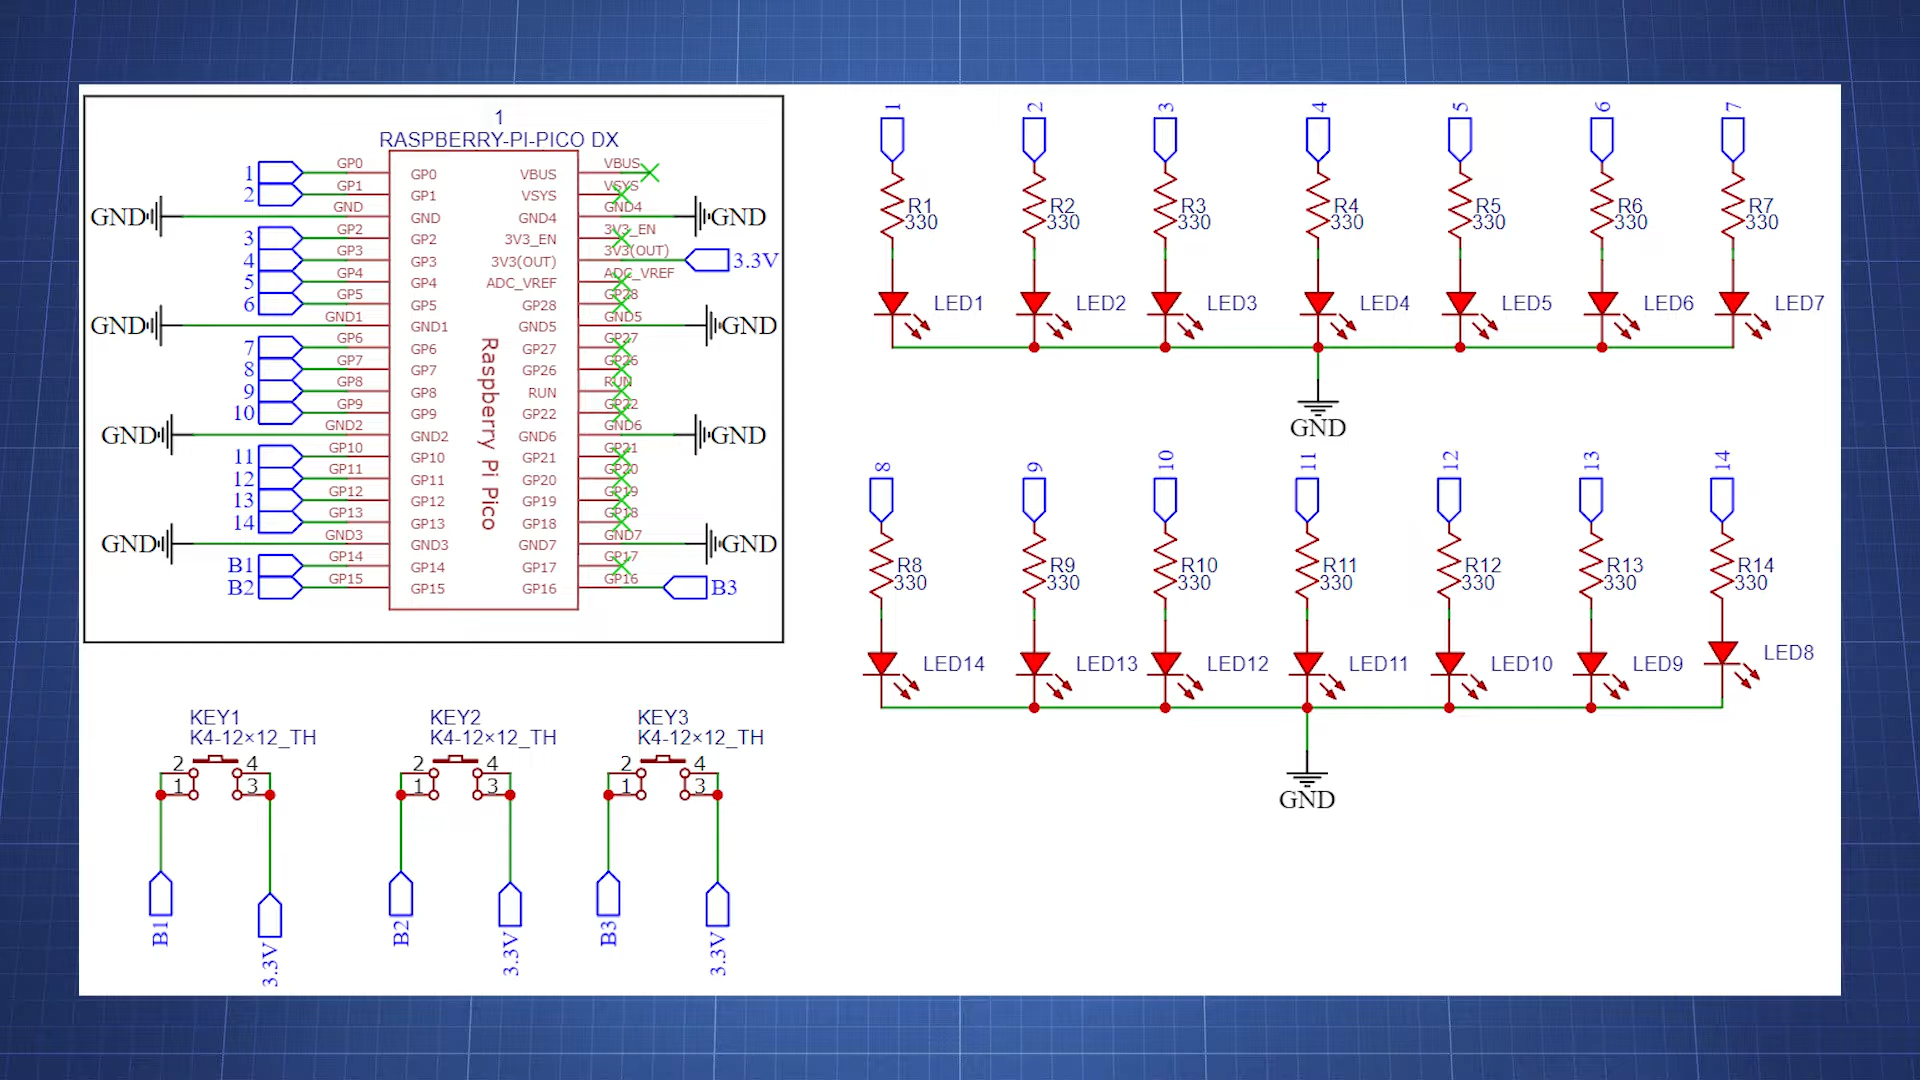 1
RASPBERRY-PI-PICO DX
1 GP0 GP0 VBUS VBUS
2 GP1 GP1 VSYS VSYS
GND GND GND GND4 GND4 GND
3 GP2 GP2 3V3_EN 3V3_EN
4 GP3 GP3 3V3(OUT) 3V3(OUT) 3.3V
5 GP4 GP4 ADC_VREF ADC_VREF
6 GP5 GP5 GP28 GP28
GND GND1 GND1 GND5 GND5 GND
7 GP6 GP6 GP27 GP27
8 GP7 GP7 GP26 GP26
9 GP8 GP8 RUN RUN
10 GP9 GP9 GP22 GP22
GND GND2 GND2 GND6 GND6 GND
11 GP10 GP10 GP21 GP21
12 GP11 GP11 GP20 GP20
13 GP12 GP12 GP19 GP19
14 GP13 GP13 GP18 GP18
GND GND3 GND3 GND7 GND7 GND
B1 GP14 GP14 GP17 GP17
B2 GP15 GP15 GP16 GP16 B3
Raspberry Pi Pico
1 2 3 4 5 6 7
R1 R2 R3 R4 R5 R6 R7
330 330 330 330 330 330 330
LED1 LED2 LED3 LED4 LED5 LED6 LED7
GND
8 9 10 11 12 13 14
R8 R9 R10 R11 R12 R13 R14
330 330 330 330 330 330 330
LED14 LED13 LED12 LED11 LED10 LED9 LED8
GND
KEY1 KEY2 KEY3
K4-12×12_TH K4-12×12_TH K4-12×12_TH
2 4 2 4 2 4
1 3 1 3 1 3
B1 3.3V B2 3.3V B3 3.3V